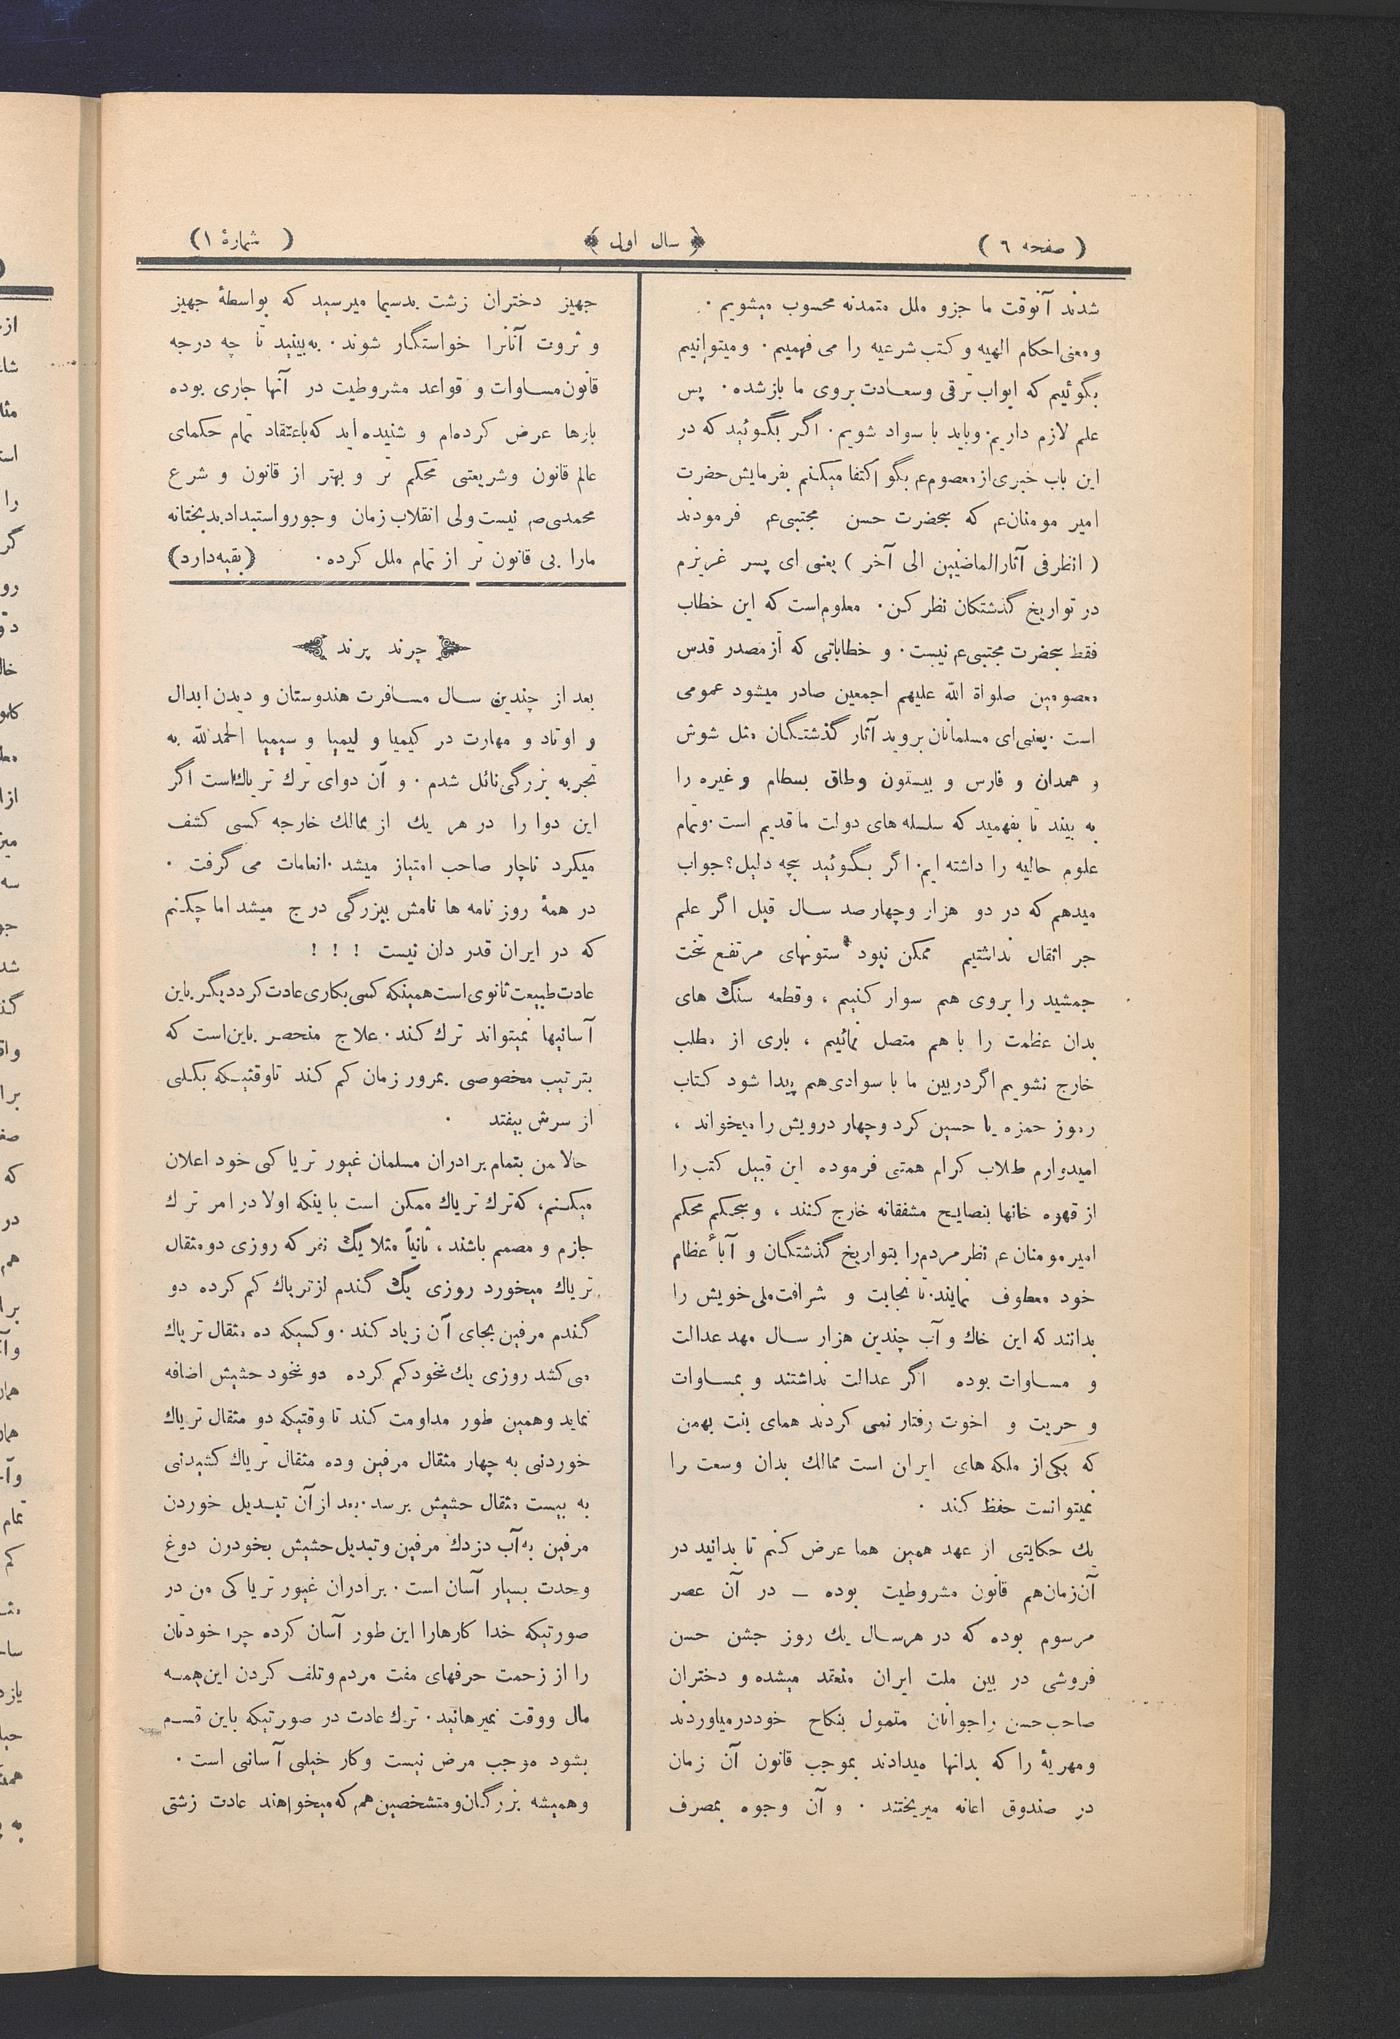 ( صفحه ٦ )
﴿ سال اول ﴾
( شمارهٔ ١ )
شدند آنوقت ما جزو ملل متمدنه محسوب میشویم .
ومعنی احکام الهیه و کتب شرعیه را می فهمیم . ومیتوانیم
بگوئیم که ابواب ترقی وسعادت بروی ما بازشده . پس
علم لازم داریم . وباید با سواد شویم . اگر بگوئید که در
این باب خبری از معصوم‌ع بگو اکتفا میکنم بفرمایش حضرت
امیر مومنان‌ع که بحضرت حسن مجتبی‌ع فرمودند
( انظر فی آثار الماضیین الی آخر ) یعنی ای پسر عزیزم
در تواریخ گذشتکان نظر کن . معلوم است که این خطاب
فقط بحضرت مجتبی‌ع نیست . و خطاباتی که از مصدر قدس
معصومین صلواة الله علیهم اجمعین صادر میشود عمومی
است . یعنی ای مسلمانان بروید آثار گذشتگان مثل شوش
و همدان و فارس و بیستون وطاق بسطام وغیره را
به بیند تا بفهمید که سلسله های دولت ما قدیم است . وتمام
علوم حالیه را داشته ایم . اگر بگوئید بچه دلیل؟ جواب
میدهم که در دو هزار وچهار صد سال قبل اگر علم
جر اثقال نداشتیم ممکن نبود ستونهای مرتفع تخت
جمشید را بروی هم سوار کنیم ، وقطعه سنگ های
بدان عظمت را باهم متصل نمائیم ، باری از مطلب
خارج نشویم اگر دربین ما با سوادی هم پیدا شود کتاب
رموز حمزه یا حسین کرد وچهار درویش را میخواند ،
امیدوارم طلاب کرام همتی فرموده این قبیل کتب را
از قهوه خانها بنصایح مشفقانه خارج کنند ، وبحکم محکم
امیر مومنان ع نظر مردم را بتواریخ گذشتگان و آباء عظام
خود معطوف نمایند . تا نجابت و شرافت ملی خویش را
بدانند که این خاك و آب چندین هزار سال مهد عدالت
و مساوات بوده اگر عدالت نداشتند و بمساوات
و حریت و اخوت رفتار نمی کردند همای بنت بهمن
که یکی از ملکه های ایران است ممالك بدان وسعت را
نمیتوانست حفظ کند .
یك حکایتی از عهد همین هما عرض کنم تا بدانید در
آن‌زمان‌هم قانون مشروطیت بوده — در آن عصر
مرسوم بوده که در هرسال یك روز جشن حسن
فروشی در بین ملت ایران منعقد میشده و دختران
صاحب حسن را جوانان متمول بنکاح خود درمیاوردند
ومهریهٔ را که بدانها میدادند بموجب قانون آن زمان
در صندوق اعانه میریختند . و آن وجوه بمصرف
جهیز دختران زشت بدسیما میرسید که بواسطهٔ جهیز
و ثروت آنانرا خواستگار شوند . به‌بینید تا چه درجه
قانون مساوات و قواعد مشروطیت در آنها جاری بوده
بارها عرض کرده‌ام و شنیده اید که باعتقاد تمام حکمای
عالم قانون وشریعتی محکم تر و بهتر از قانون و شرع
محمدی‌ص نیست ولی انقلاب زمان وجورواستبداد بدبختانه
مارا بی قانون تر از تمام ملل کرده . (بقیه‌دارد)
چرند پرند
بعد از چندین سال مسافرت هندوستان و دیدن ابدال
و اوتاد و مهارت در کیمیا و لیمیا و سیمیا الحمدلله به
تجربه بزرگی نائل شدم . و آن دوای ترك تریاك است اگر
این دوا را در هر یك از ممالك خارجه کسی کشف
میکرد ناچار صاحب امتیاز میشد . انعامات می گرفت .
در همهٔ روز نامه ها نامش ببزرگی درج میشد اما چکنم
که در ایران قدر دان نیست ! ! !
عادت طبیعت ثانوی است همینکه کسی بکاری عادت کرد دیگر باین
آسانیها نمیتواند ترك کند . علاج منحصر باین‌است که
بترتیب مخصوصی بمرور زمان کم کند تاوقتیکه بکلی
از سرش بیفتد .
حالا من بتمام برادران مسلمان غیور تریاکی خود اعلان
میکنم ، که ترك تریاك ممکن است باینکه اولا در امر ترك
جازم و مصمم باشند ، ثانیاً مثلا یك نفر که روزی دو مثقال
تریاك میخورد روزی یك گندم از تریاك کم کرده دو
گندم مرفین بجای آن زیاد کند . وکسیکه ده مثقال تریاك
می کشد روزی یك نخود کم کرده دو نخود حشیش اضافه
نماید وهمین طور مداومت کند تا وقتیکه دو مثقال تریاك
خوردنی به چهار مثقال مرفین وده مثقال تریاك کشیدنی
به بیست مثقال حشیش برسد . بعد از آن تبدیل خوردن
مرفین به‌آب دزدك مرفین وتبدیل حشیش بخودرن دوغ
وحدت بسیار آسان است . برادران غیور تریاکی من در
صورتیکه خدا کارهارا این طور آسان کرده چرا خودتان
را از زحمت حرفهای مفت مردم وتلف کردن این‌همه
مال ووقت نمیرهانید . ترك عادت در صورتیکه باین قسم
بشود موجب مرض نیست وکار خیلی آسانی است .
وهمیشه بزرگان‌ومتشخصین‌هم‌که‌میخواهند عادت زشتی